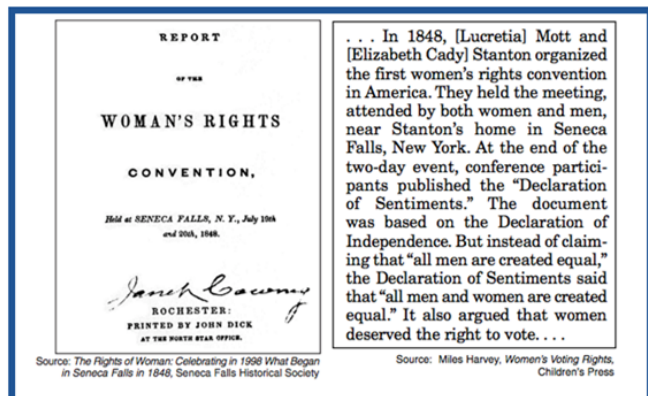 REPORT
OF THE
WOMAN'S RIGHTS
CONVENTION,
Held at SENECA FALLS, N. Y., July 19th
and 20th, 1848.
ROCHESTER:
PRINTED BY JOHN DICK
AT THE NORTH STAR OFFICE.
Source: The Rights of Woman: Celebrating in 1998 What Began
in Seneca Falls in 1848, Seneca Falls Historical Society
. . . In 1848, [Lucretia] Mott and
[Elizabeth Cady] Stanton organized
the first women's rights convention
in America. They held the meeting,
attended by both women and men,
near Stanton's home in Seneca
Falls, New York. At the end of the
two-day event, conference partici-
pants published the “Declaration
of Sentiments.” The document
was based on the Declaration of
Independence. But instead of claim-
ing that “all men are created equal,”
the Declaration of Sentiments said
that “all men and women are created
equal.” It also argued that women
deserved the right to vote. . . .
Source: Miles Harvey, Women's Voting Rights,
Children's Press